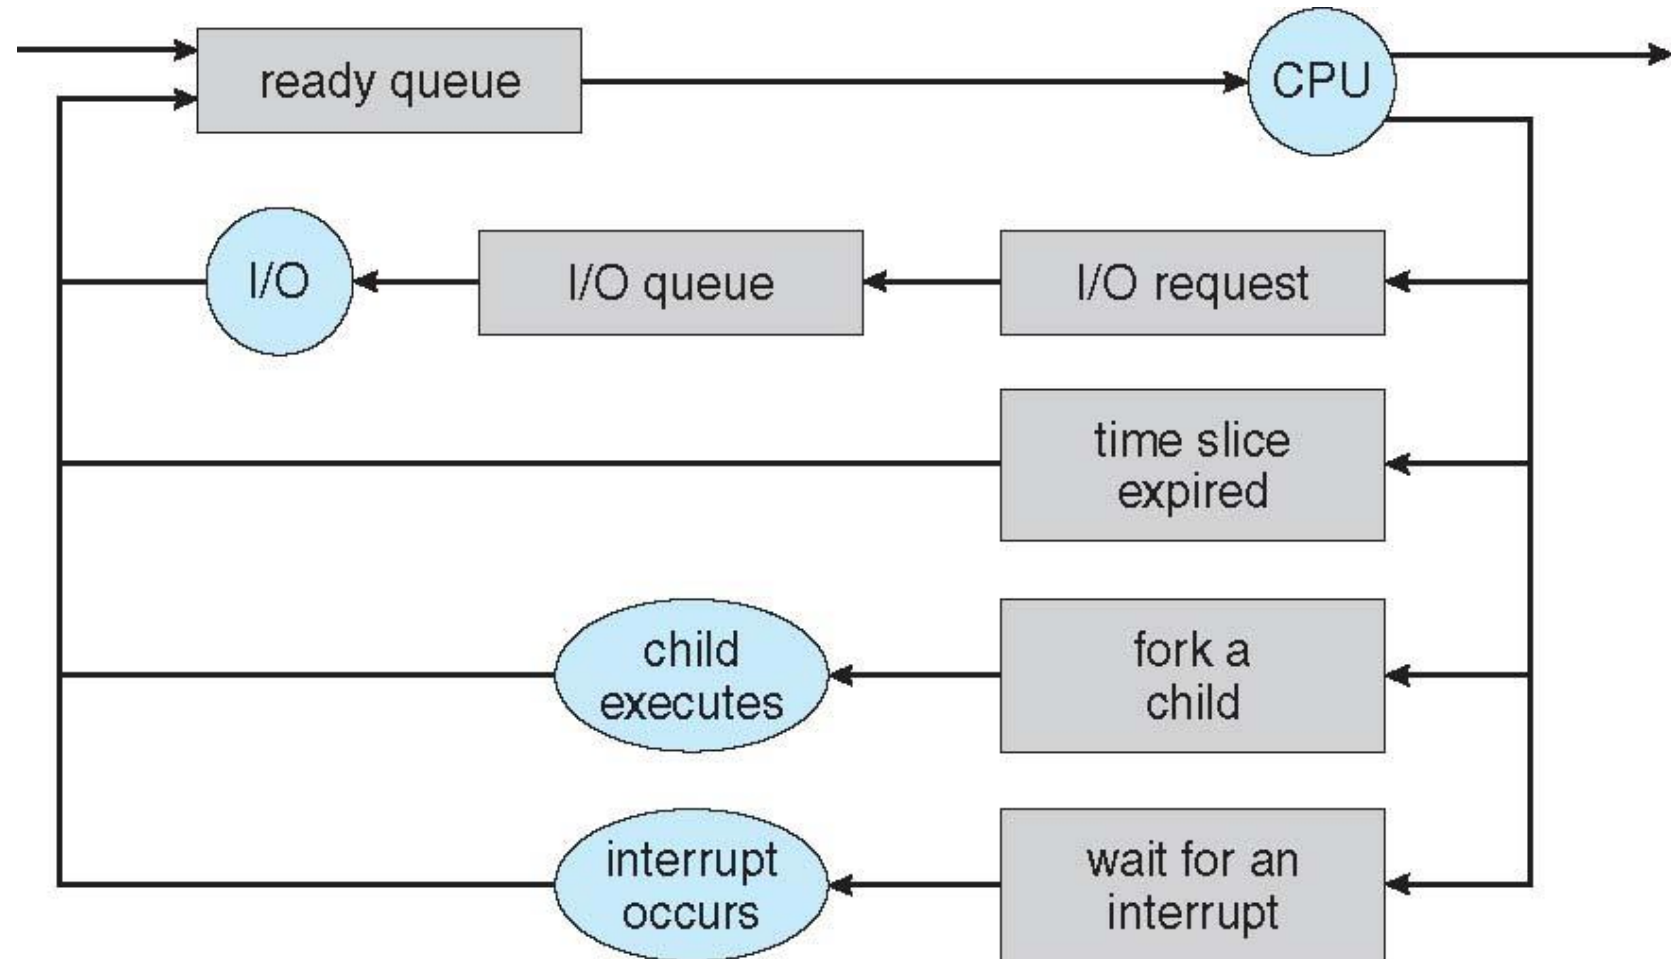 ready queue
CPU
I/O
I/O queue
I/O request
time slice
expired
child
executes
fork a
child
interrupt
occurs
wait for an
interrupt